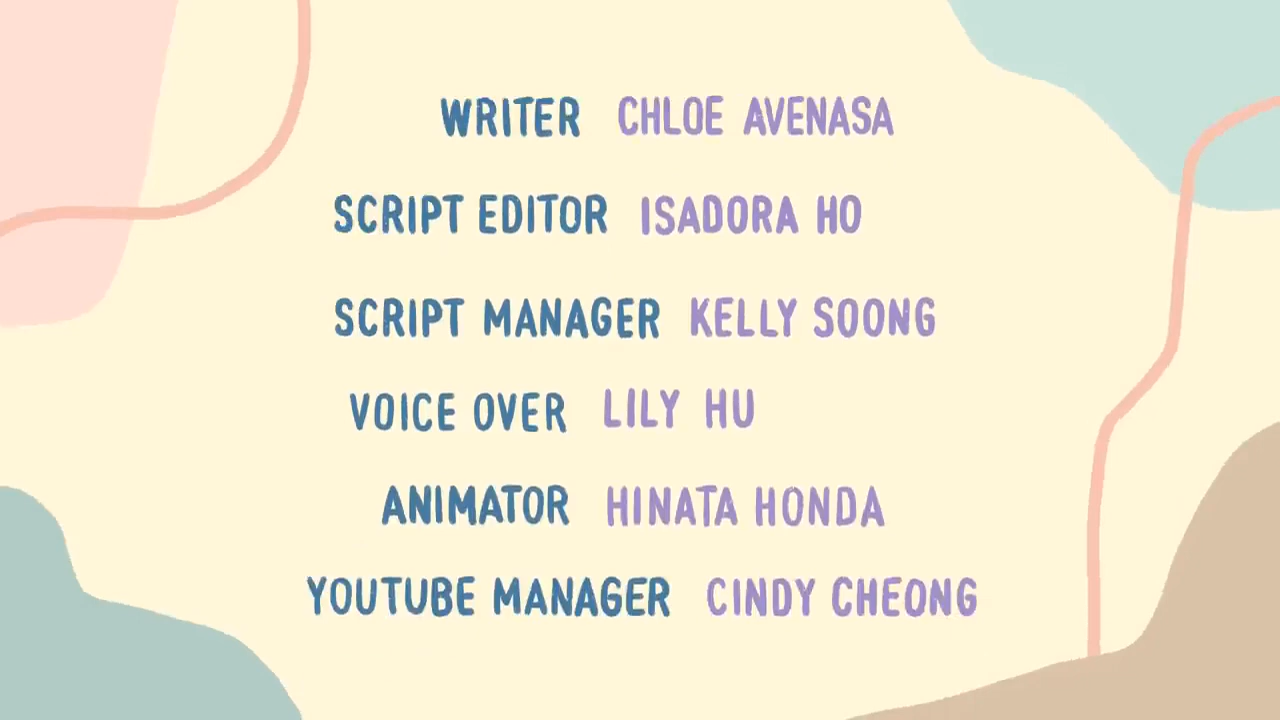 WRITER CHLOE AVENASA
SCRIPT EDITOR ISADORA HO
SCRIPT MANAGER KELLY SOONG
VOICE OVER LILY HU
ANIMATOR HINATA HONDA
YOUTUBE MANAGER CINDY CHEONG